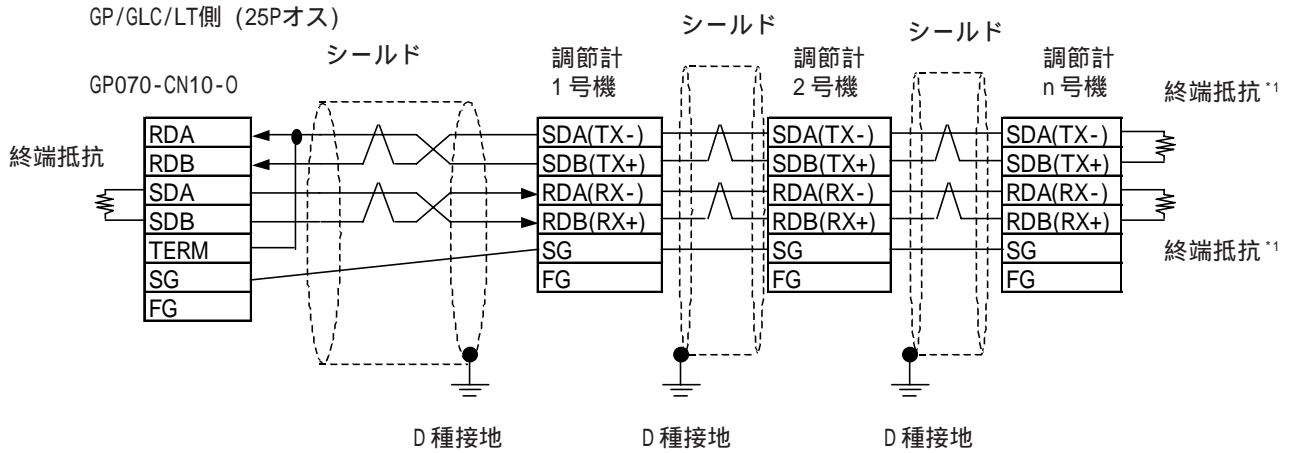 GP/GLC/LT側 (25Pオス)
GP070-CN10-0
シールド
シールド
シールド
調節計
1号機
調節計
2号機
調節計
n号機
終端抵抗*1
終端抵抗
RDA
RDB
SDA
SDB
TERM
SG
FG
SDA(TX-)
SDB(TX+)
RDA(RX-)
RDB(RX+)
SG
FG
SDA(TX-)
SDB(TX+)
RDA(RX-)
RDB(RX+)
SG
FG
SDA(TX-)
SDB(TX+)
RDA(RX-)
RDB(RX+)
SG
FG
終端抵抗*1
D種接地
D種接地
D種接地